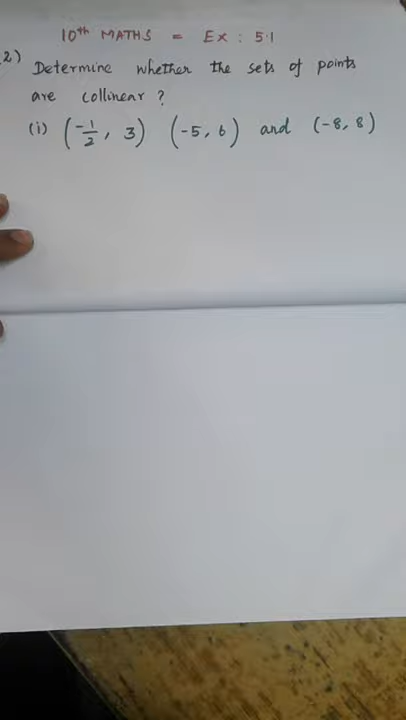 10th MATHS = Ex : 5.1
2) Determine whether the sets of points
are collinear ?
(i) (-1/2, 3) (-5, 6) and (-8, 8)